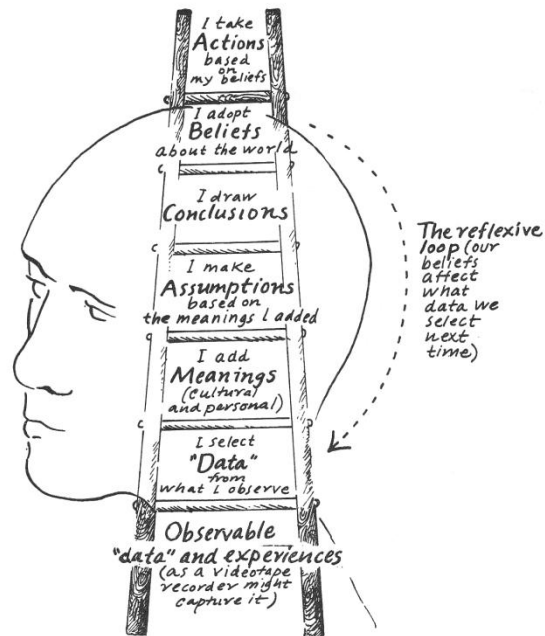 I take
Actions
based
on
my beliefs
I adopt
Beliefs
about the world
I draw
Conclusions
I make
Assumptions
based on
the meanings I added
I add
Meanings
(cultural
and personal)
I select
"Data"
from
what I observe
Observable
"data" and experiences
(as a videotape
recorder might
capture it)
The reflexive
loop (our
beliefs
affect
what
data we
select
next
time)